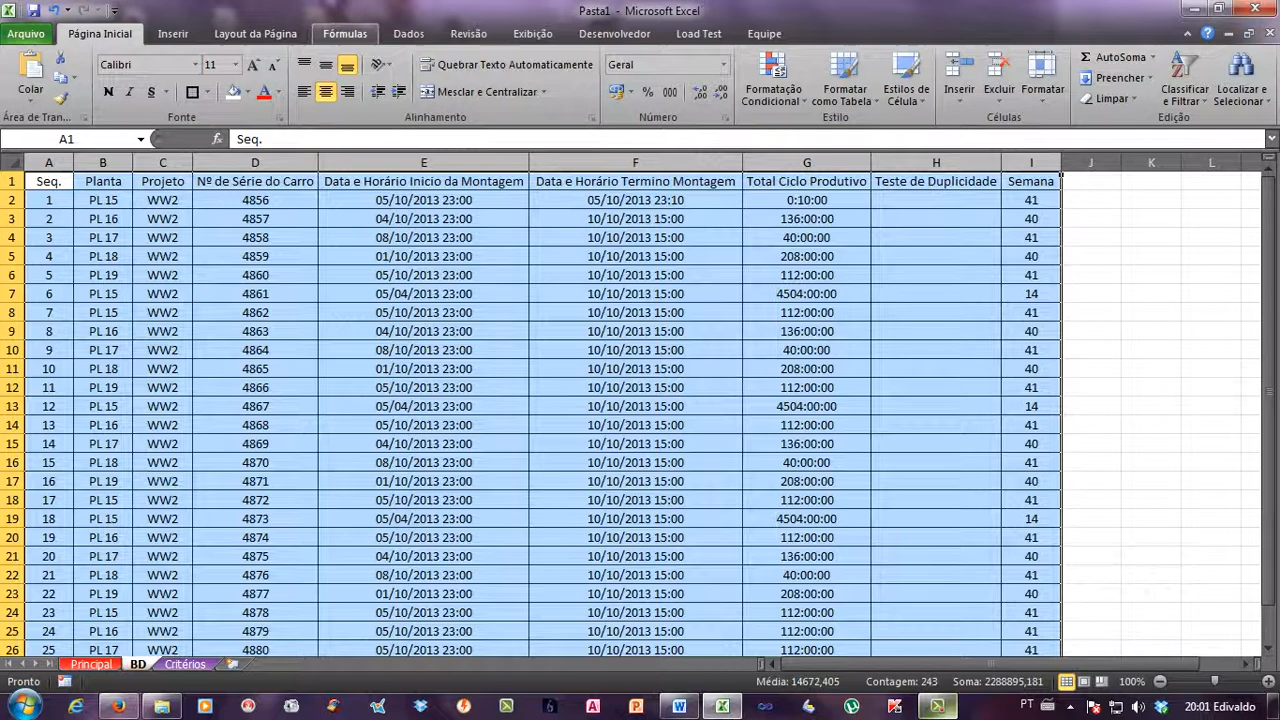 Pasta1 - Microsoft Excel
Arquivo Página Inicial Inserir Layout da Página Fórmulas Dados Revisão Exibição Desenvolvedor Load Test Equipe
Colar
Calibri 11
Quebrar Texto Automaticamente
Geral
Formatação Condicional
Formatar como Tabela
Estilos de Célula
Inserir
Excluir
Formatar
AutoSoma
Preencher
Limpar
Classificar e Filtrar
Localizar e Selecionar
N I S
Mesclar e Centralizar
% 000
Área de Tran... Fonte Alinhamento Número Estilo Células Edição
A1 fx Seq.
A B C D E F G H I J K L
1 Seq. Planta Projeto Nº de Série do Carro Data e Horário Inicio da Montagem Data e Horário Termino Montagem Total Ciclo Produtivo Teste de Duplicidade Semana
2 1 PL 15 WW2 4856 05/10/2013 23:00 05/10/2013 23:10 0:10:00 41
3 2 PL 16 WW2 4857 04/10/2013 23:00 10/10/2013 15:00 136:00:00 40
4 3 PL 17 WW2 4858 08/10/2013 23:00 10/10/2013 15:00 40:00:00 41
5 4 PL 18 WW2 4859 01/10/2013 23:00 10/10/2013 15:00 208:00:00 40
6 5 PL 19 WW2 4860 05/10/2013 23:00 10/10/2013 15:00 112:00:00 41
7 6 PL 15 WW2 4861 05/04/2013 23:00 10/10/2013 15:00 4504:00:00 14
8 7 PL 15 WW2 4862 05/10/2013 23:00 10/10/2013 15:00 112:00:00 41
9 8 PL 16 WW2 4863 04/10/2013 23:00 10/10/2013 15:00 136:00:00 40
10 9 PL 17 WW2 4864 08/10/2013 23:00 10/10/2013 15:00 40:00:00 41
11 10 PL 18 WW2 4865 01/10/2013 23:00 10/10/2013 15:00 208:00:00 40
12 11 PL 19 WW2 4866 05/10/2013 23:00 10/10/2013 15:00 112:00:00 41
13 12 PL 15 WW2 4867 05/04/2013 23:00 10/10/2013 15:00 4504:00:00 14
14 13 PL 16 WW2 4868 05/10/2013 23:00 10/10/2013 15:00 112:00:00 41
15 14 PL 17 WW2 4869 04/10/2013 23:00 10/10/2013 15:00 136:00:00 40
16 15 PL 18 WW2 4870 08/10/2013 23:00 10/10/2013 15:00 40:00:00 41
17 16 PL 19 WW2 4871 01/10/2013 23:00 10/10/2013 15:00 208:00:00 40
18 17 PL 15 WW2 4872 05/10/2013 23:00 10/10/2013 15:00 112:00:00 41
19 18 PL 15 WW2 4873 05/04/2013 23:00 10/10/2013 15:00 4504:00:00 14
20 19 PL 16 WW2 4874 05/10/2013 23:00 10/10/2013 15:00 112:00:00 41
21 20 PL 17 WW2 4875 04/10/2013 23:00 10/10/2013 15:00 136:00:00 40
22 21 PL 18 WW2 4876 08/10/2013 23:00 10/10/2013 15:00 40:00:00 41
23 22 PL 19 WW2 4877 01/10/2013 23:00 10/10/2013 15:00 208:00:00 40
24 23 PL 15 WW2 4878 05/10/2013 23:00 10/10/2013 15:00 112:00:00 41
25 24 PL 16 WW2 4879 05/10/2013 23:00 10/10/2013 15:00 112:00:00 41
26 25 PL 17 WW2 4880 05/10/2013 23:00 10/10/2013 15:00 112:00:00 41
Principal BD Critérios
Pronto Média: 14672,405 Contagem: 243 Soma: 2288895,181 100%
PT 20:01 Edivaldo